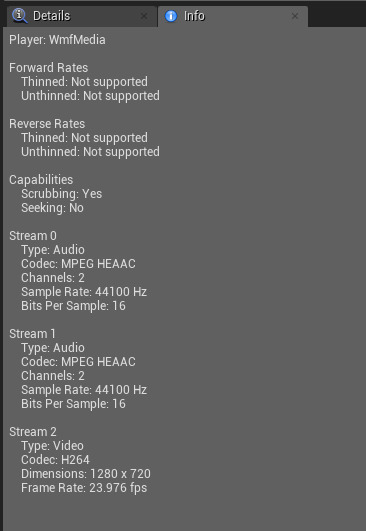 Details
Info
Player: WmfMedia
Forward Rates
Thinned: Not supported
Unthinned: Not supported
Reverse Rates
Thinned: Not supported
Unthinned: Not supported
Capabilities
Scrubbing: Yes
Seeking: No
Stream 0
Type: Audio
Codec: MPEG HEAAC
Channels: 2
Sample Rate: 44100 Hz
Bits Per Sample: 16
Stream 1
Type: Audio
Codec: MPEG HEAAC
Channels: 2
Sample Rate: 44100 Hz
Bits Per Sample: 16
Stream 2
Type: Video
Codec: H264
Dimensions: 1280 x 720
Frame Rate: 23.976 fps